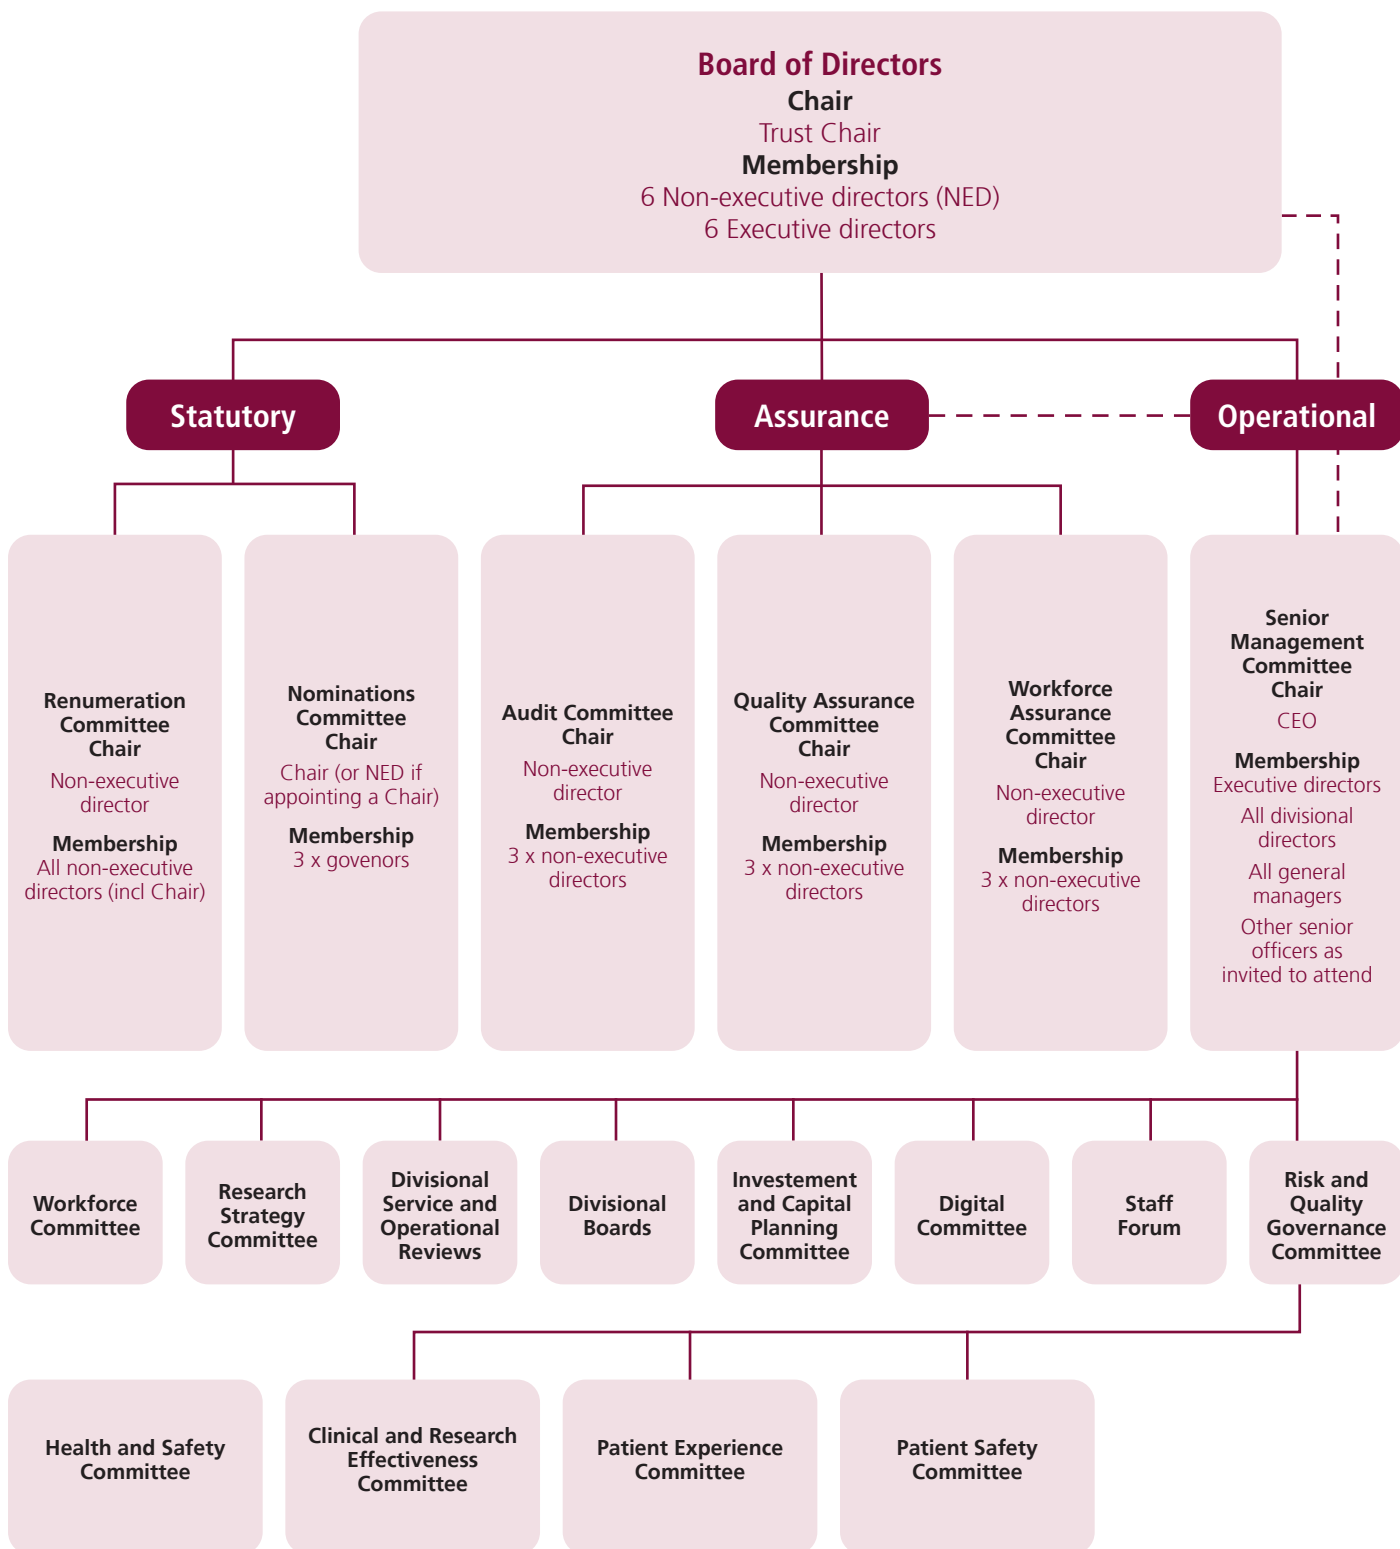 Board of Directors
Chair
Trust Chair
Membership
6 Non-executive directors (NED)
6 Executive directors
Statutory
Assurance
Operational
Renumeration
Committee
Chair
Non-executive
director
Membership
All non-executive
directors (incl Chair)
Nominations
Committee
Chair
Chair (or NED if
appointing a Chair)
Membership
3 x govenors
Audit Committee
Chair
Non-executive
director
Membership
3 x non-executive
directors
Quality Assurance
Committee
Chair
Non-executive
director
Membership
3 x non-executive
directors
Workforce
Assurance
Committee
Chair
Non-executive
director
Membership
3 x non-executive
directors
Senior
Management
Committee
Chair
CEO
Membership
Executive directors
All divisional
directors
All general
managers
Other senior
officers as
invited to attend
Workforce
Committee
Research
Strategy
Committee
Divisional
Service and
Operational
Reviews
Divisional
Boards
Investement
and Capital
Planning
Committee
Digital
Committee
Staff
Forum
Risk and
Quality
Governance
Committee
Health and Safety
Committee
Clinical and Research
Effectiveness
Committee
Patient Experience
Committee
Patient Safety
Committee